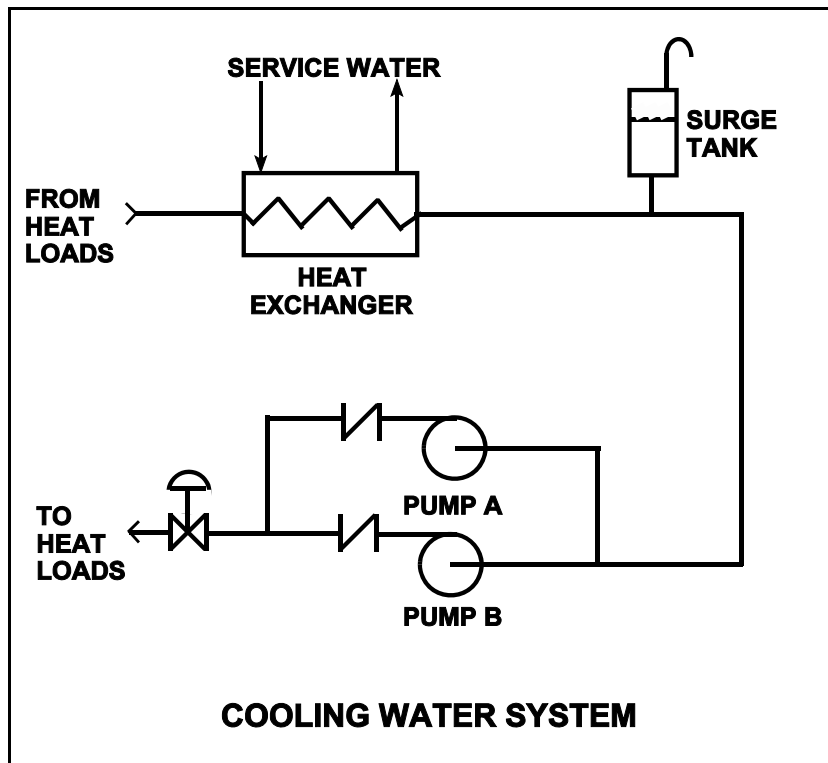 SERVICE WATER
SURGE
TANK
FROM
HEAT
LOADS
HEAT
EXCHANGER
PUMP A
TO
HEAT
LOADS
PUMP B
COOLING WATER SYSTEM